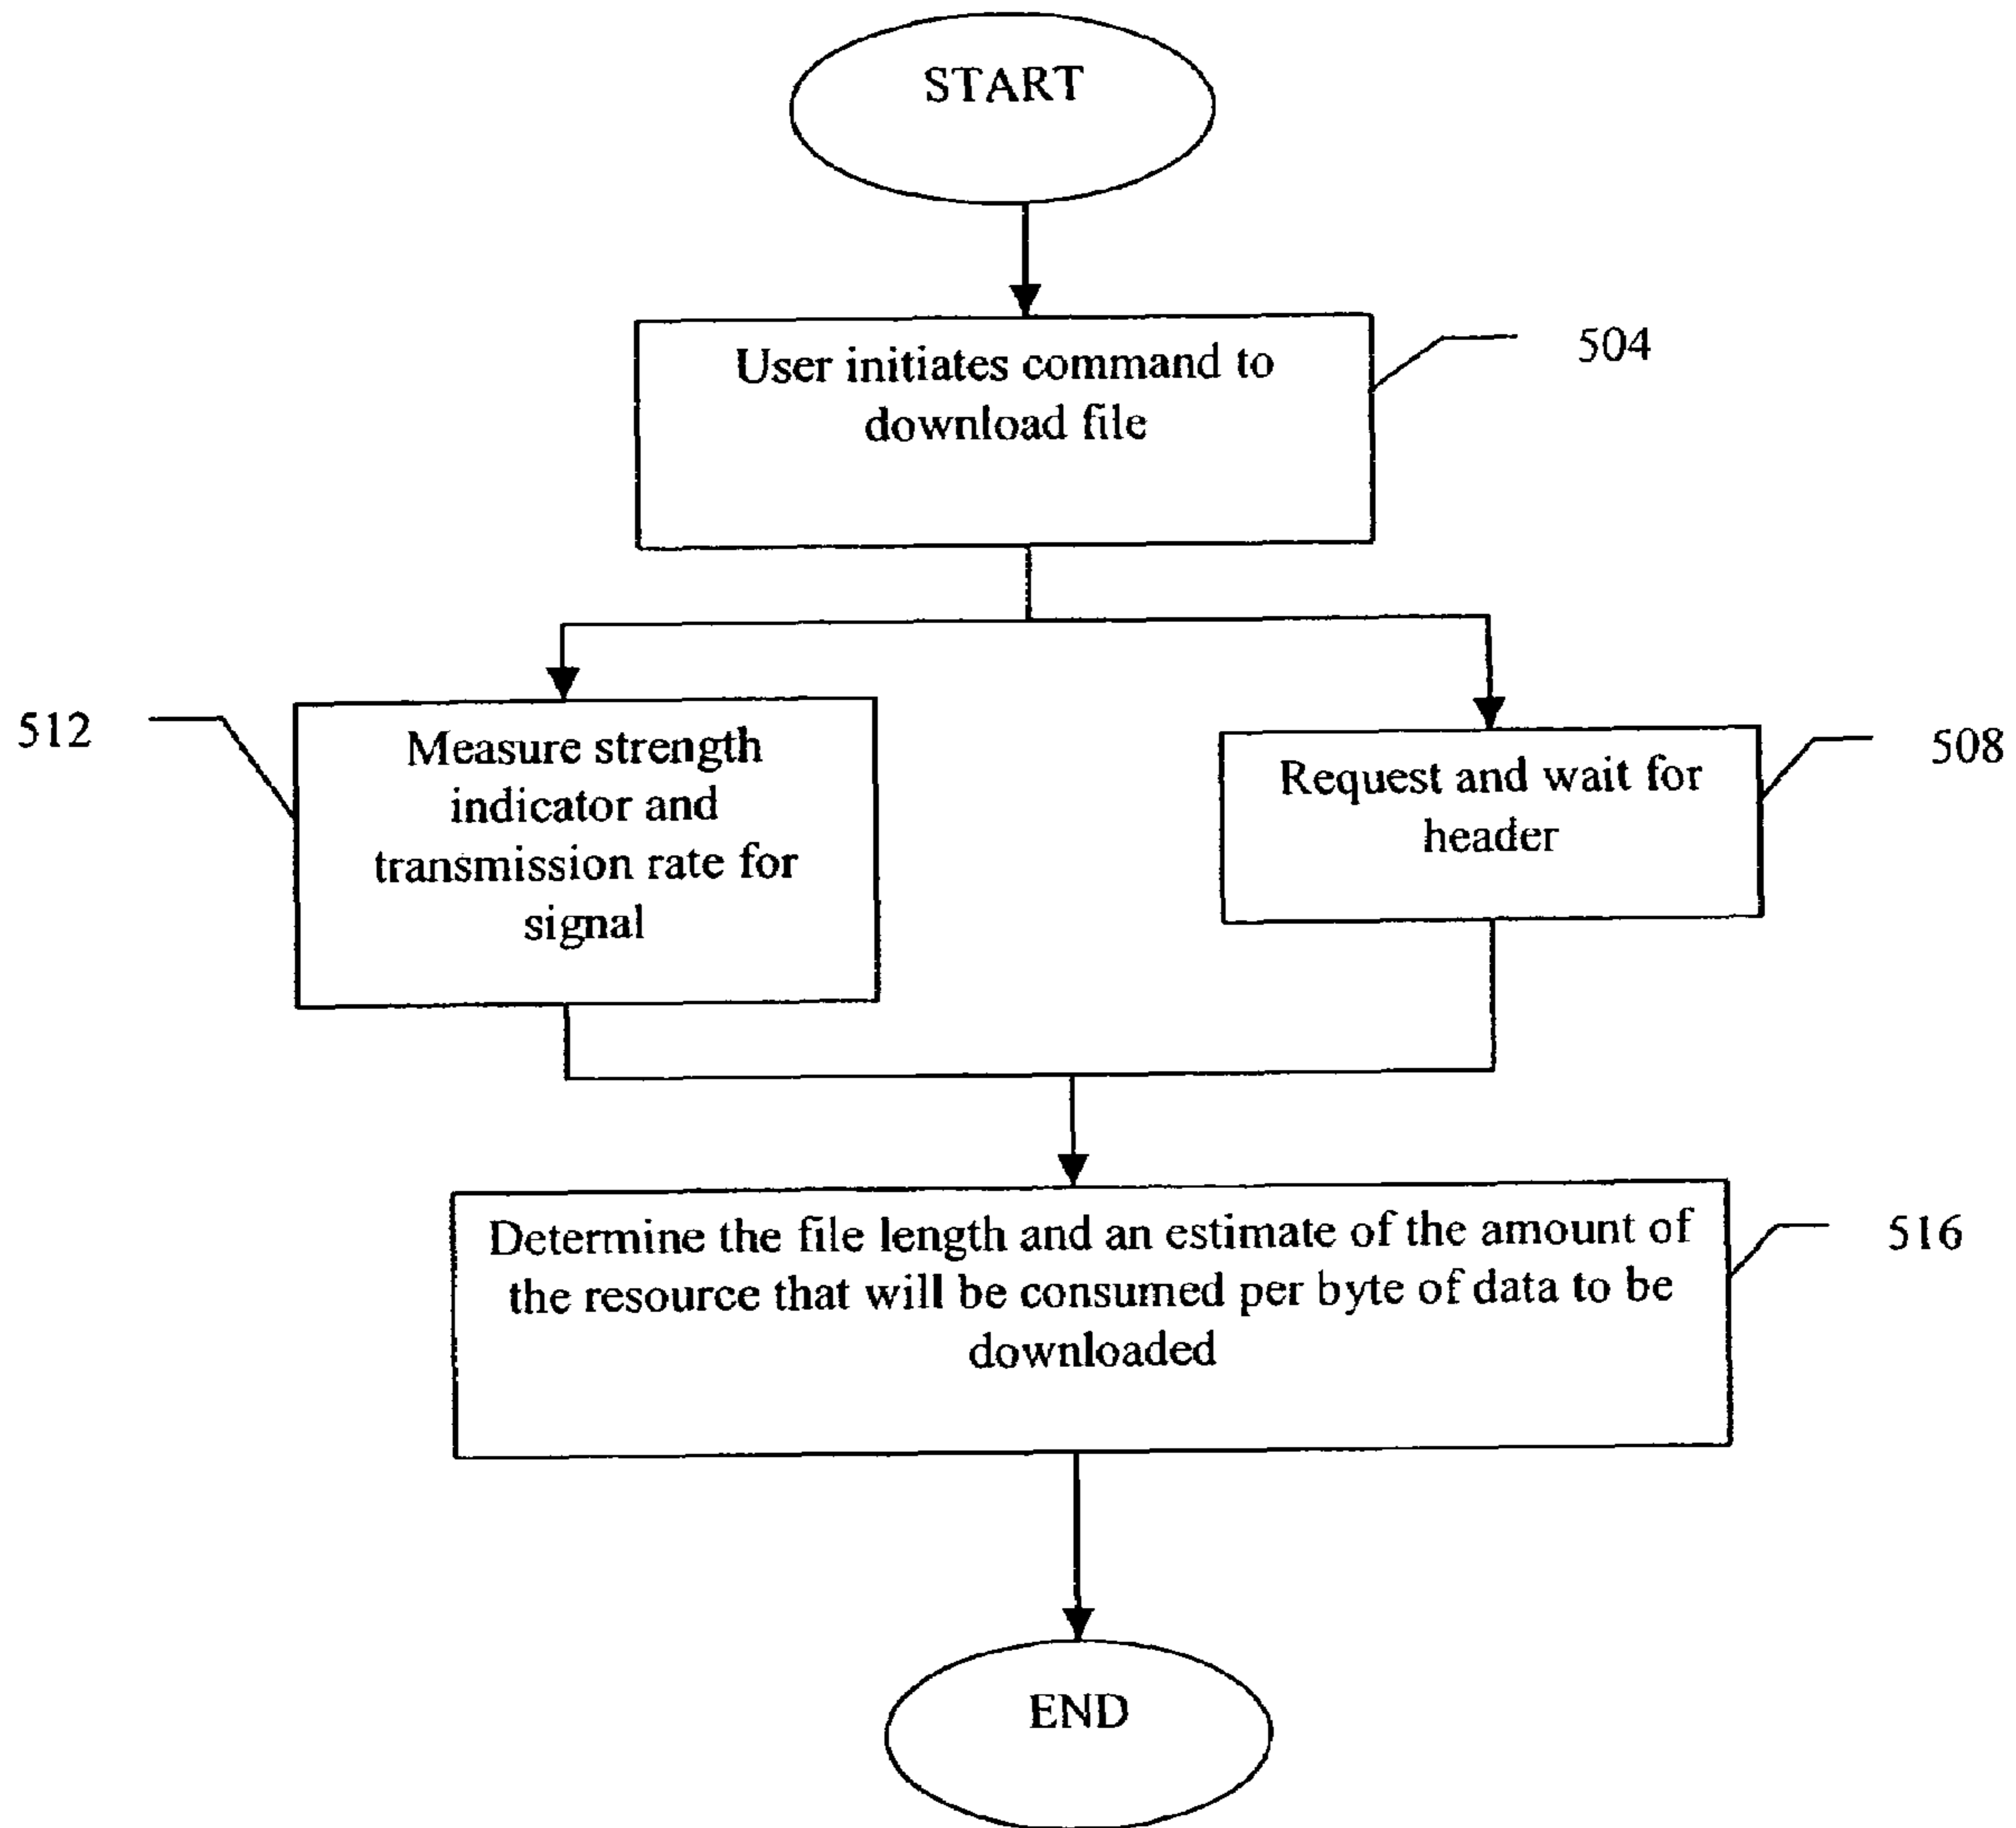 START
User initiates command to
download file
504
512
Measure strength
indicator and
transmission rate for
signal
Request and wait for
header
508
Determine the file length and an estimate of the amount of
the resource that will be consumed per byte of data to be
downloaded
516
END